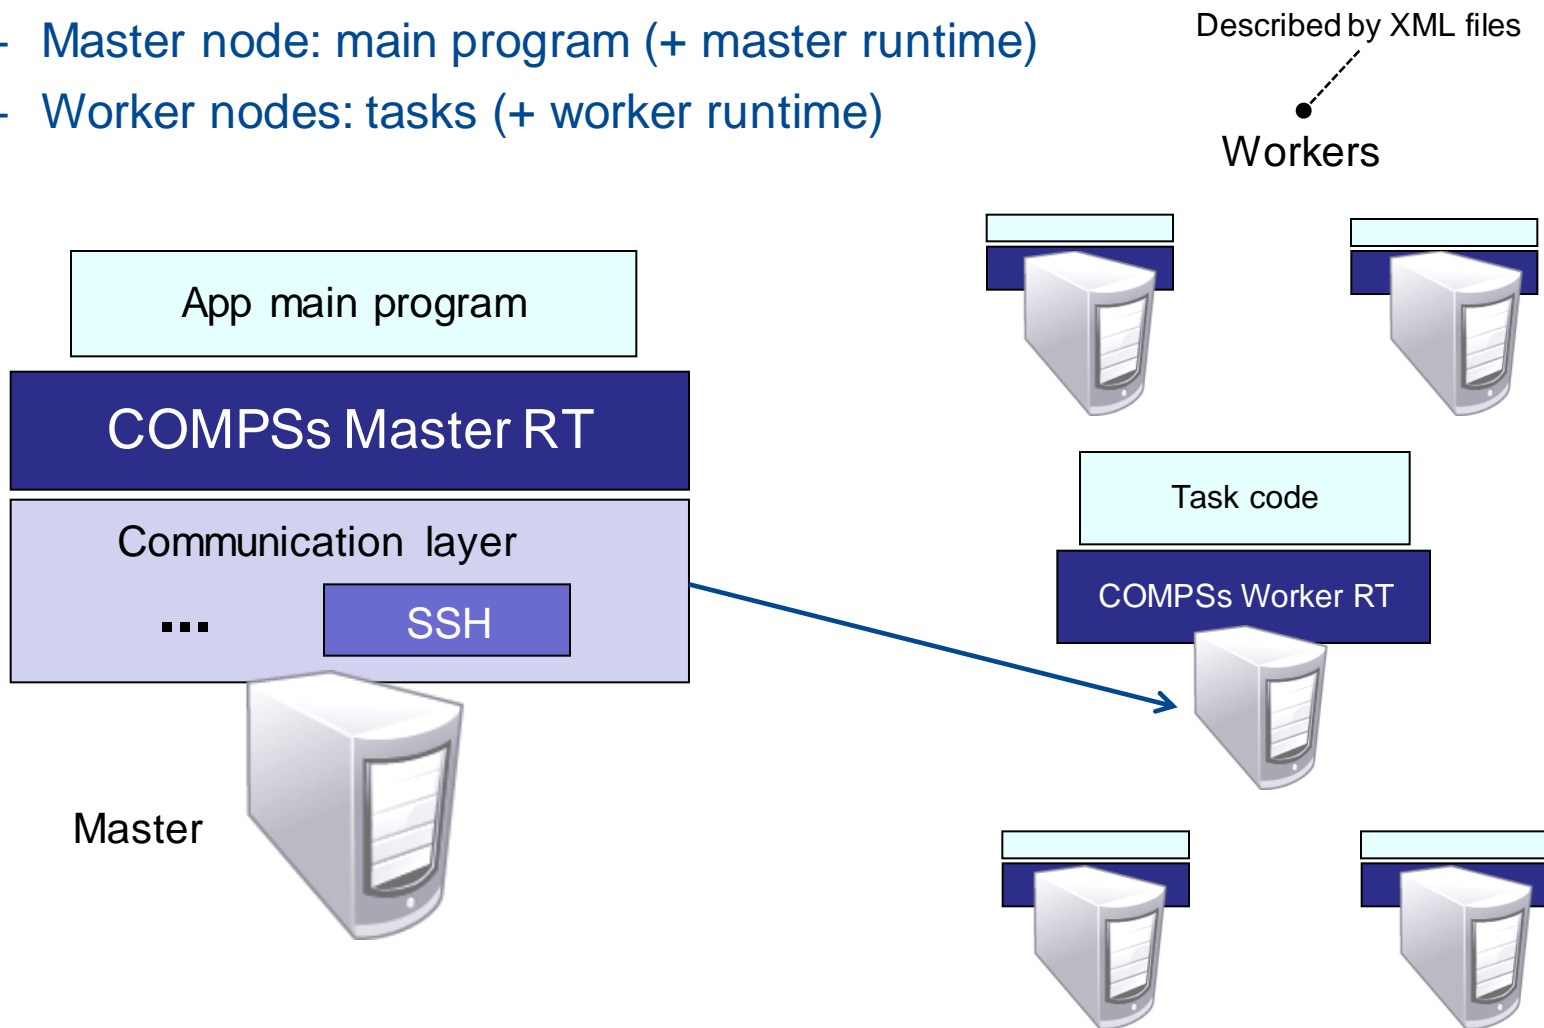 - Master node: main program (+ master runtime)
- Worker nodes: tasks (+ worker runtime)
Described by XML files
Workers
App main program
COMPSs Master RT
Communication layer
... SSH
Master
Task code
COMPSs Worker RT